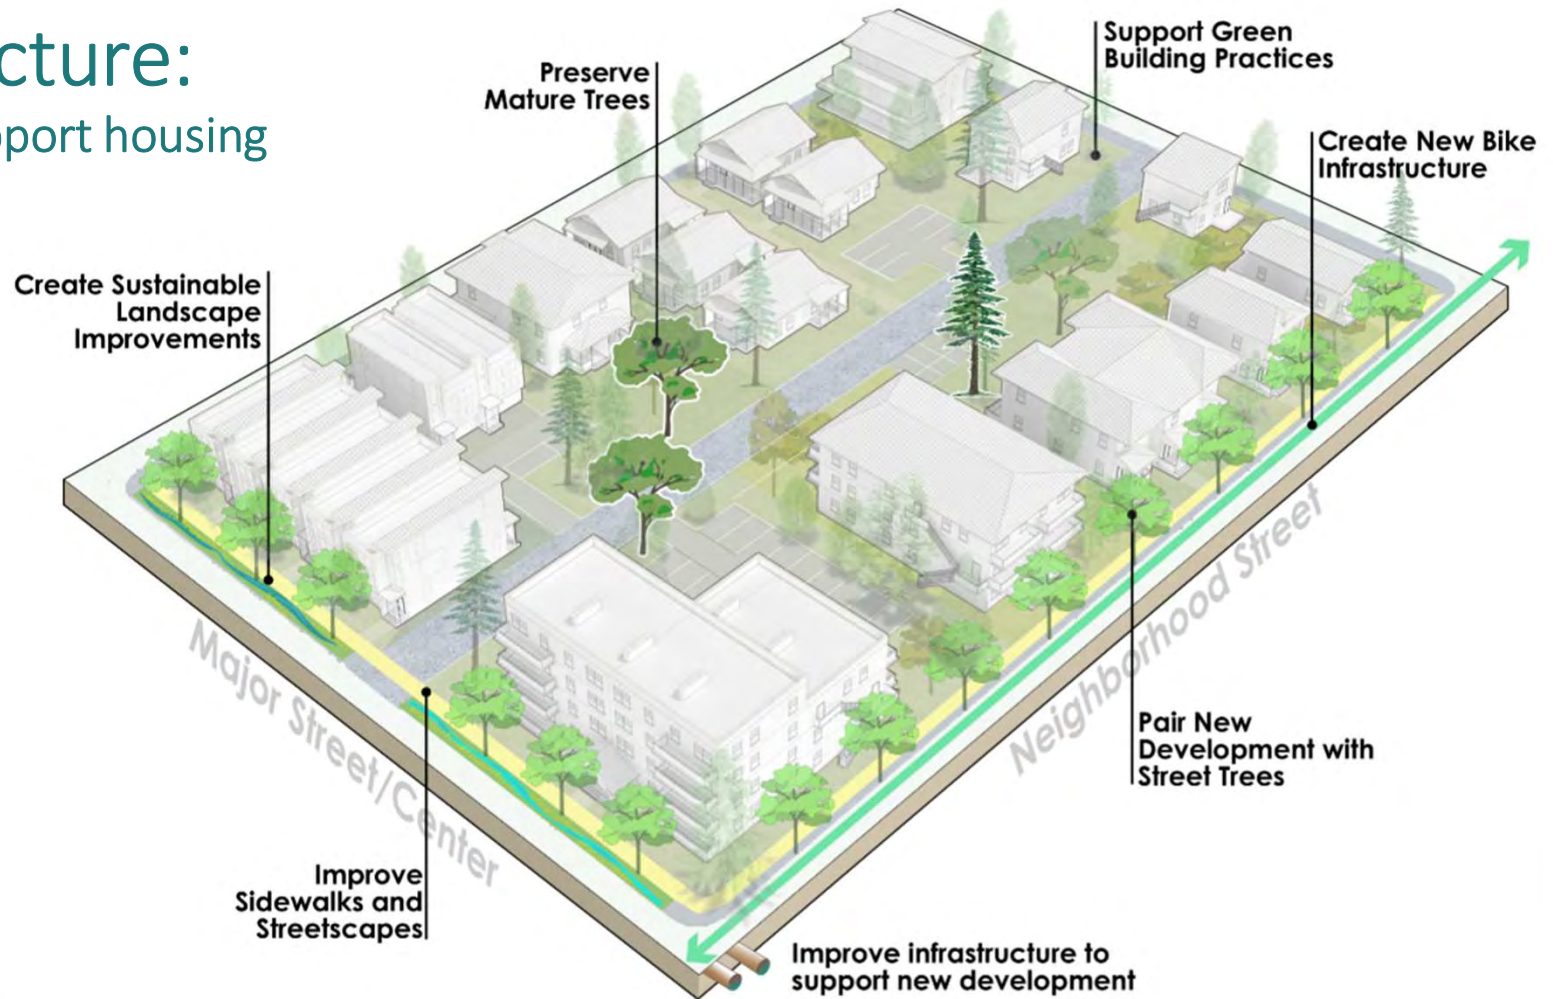 cture:
pport housing
Support Green
Building Practices
Preserve
Mature Trees
Create New Bike
Infrastructure
Create Sustainable
Landscape
Improvements
Major Street/Center
Neighborhood Street
Pair New
Development with
Street Trees
Improve
Sidewalks and
Streetscapes
Improve infrastructure to
support new development